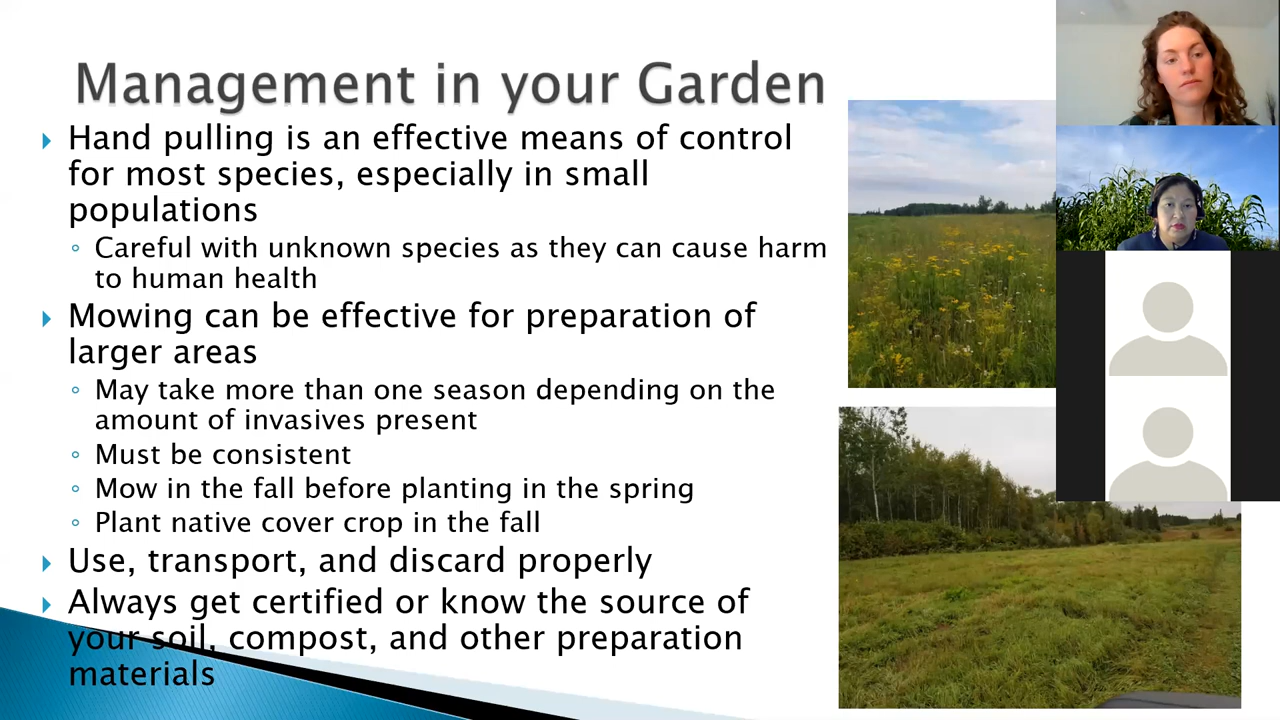 Management in your Garden
Hand pulling is an effective means of control
for most species, especially in small
populations
Careful with unknown species as they can cause harm
to human health
Mowing can be effective for preparation of
larger areas
May take more than one season depending on the
amount of invasives present
Must be consistent
Mow in the fall before planting in the spring
Plant native cover crop in the fall
Use, transport, and discard properly
Always get certified or know the source of
your soil, compost, and other preparation
materials